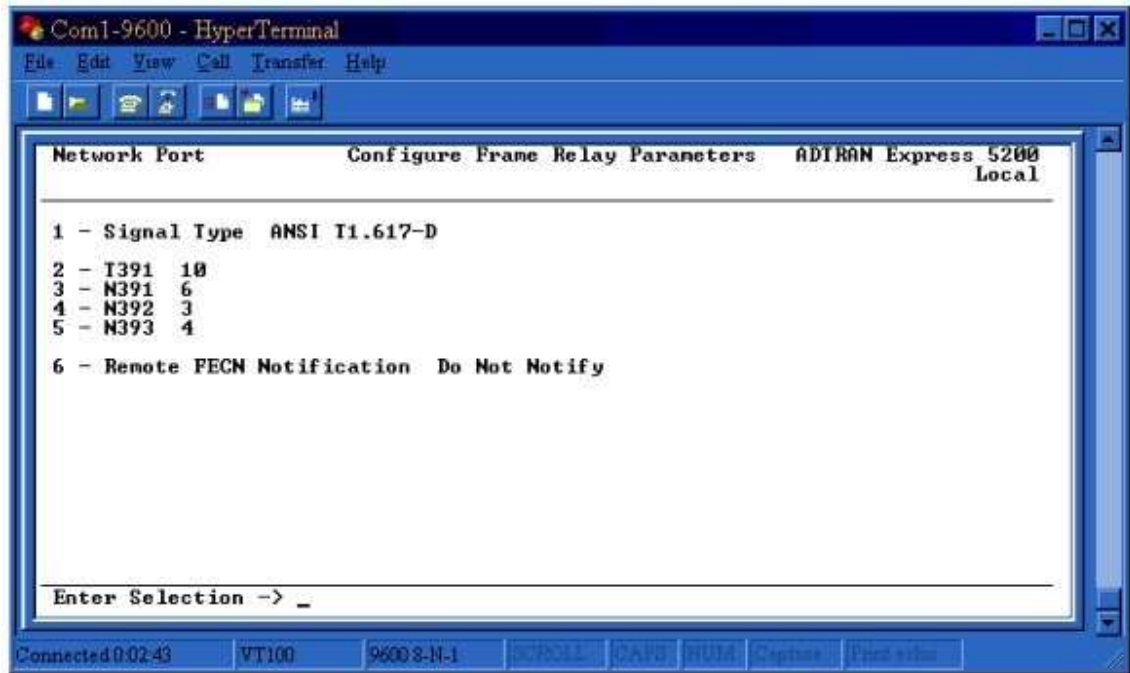 Com1-9600 - HyperTerminal
File Edit View Call Transfer Help
Network Port Configure Frame Relay Parameters ADTRAN Express 5200
Local
1 - Signal Type ANSI T1.617-D
2 - T391 10
3 - N391 6
4 - N392 3
5 - N393 4
6 - Remote FECN Notification Do Not Notify
Enter Selection -> _
Connected 0:02:43 VT100 9600 8-N-1 SCROLL CAPS NUM Capture Print echo